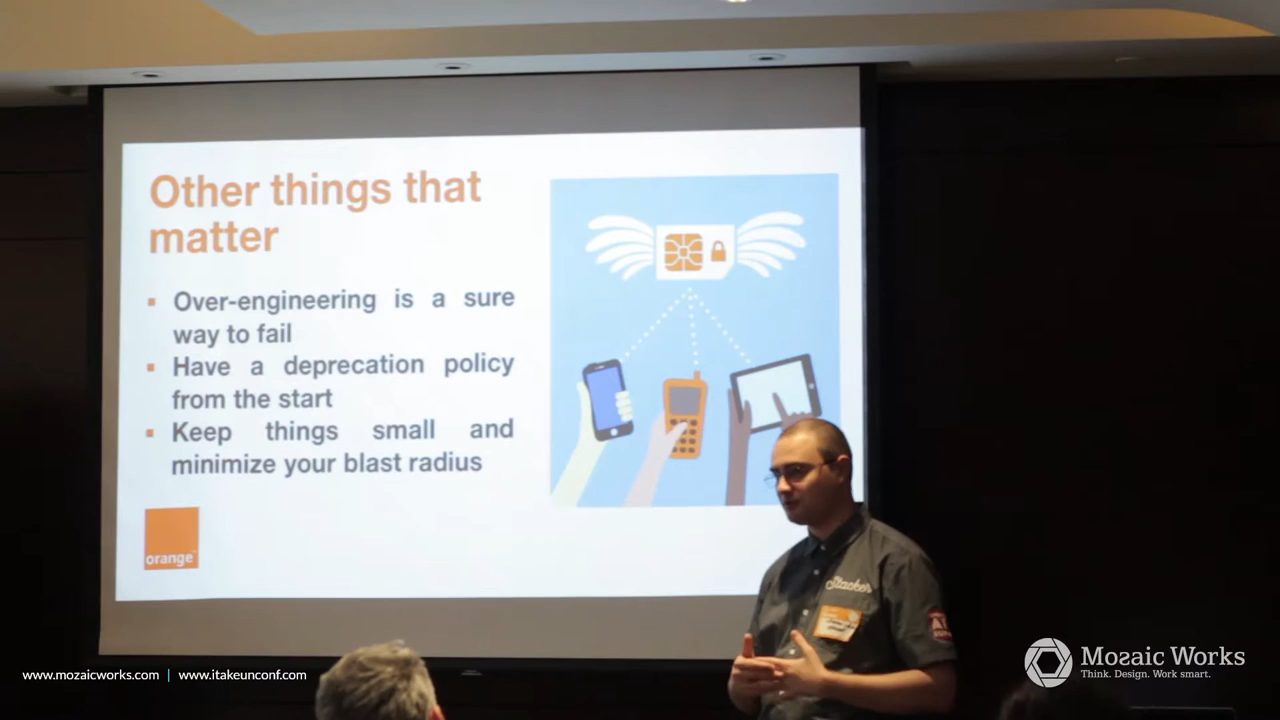 Other things that
matter
▪ Over-engineering is a sure
way to fail
▪ Have a deprecation policy
from the start
▪ Keep things small and
minimize your blast radius
orange™
Stacker
www.mozaicworks.com | www.itakeunconf.com
Mozaic Works
Think. Design. Work smart.